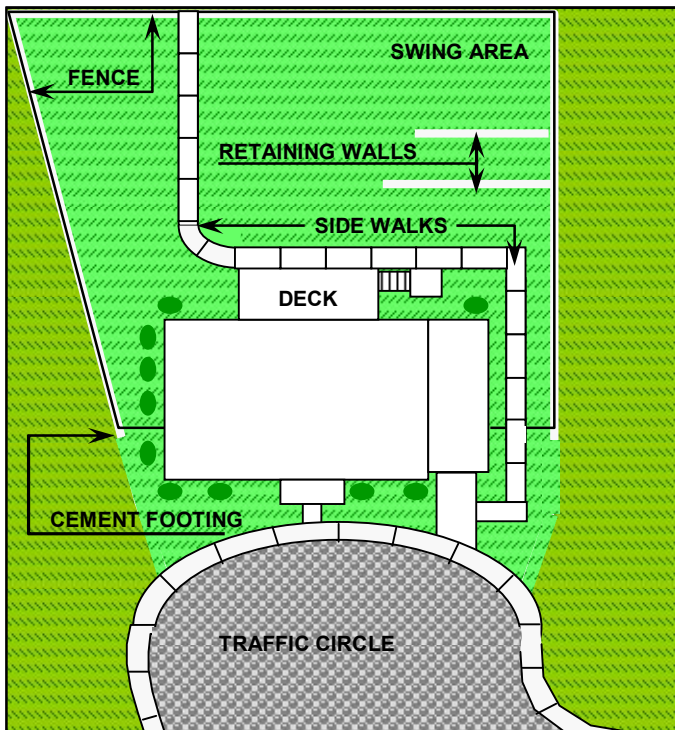 SWING AREA
FENCE
RETAINING WALLS
SIDE WALKS
DECK
CEMENT FOOTING
TRAFFIC CIRCLE